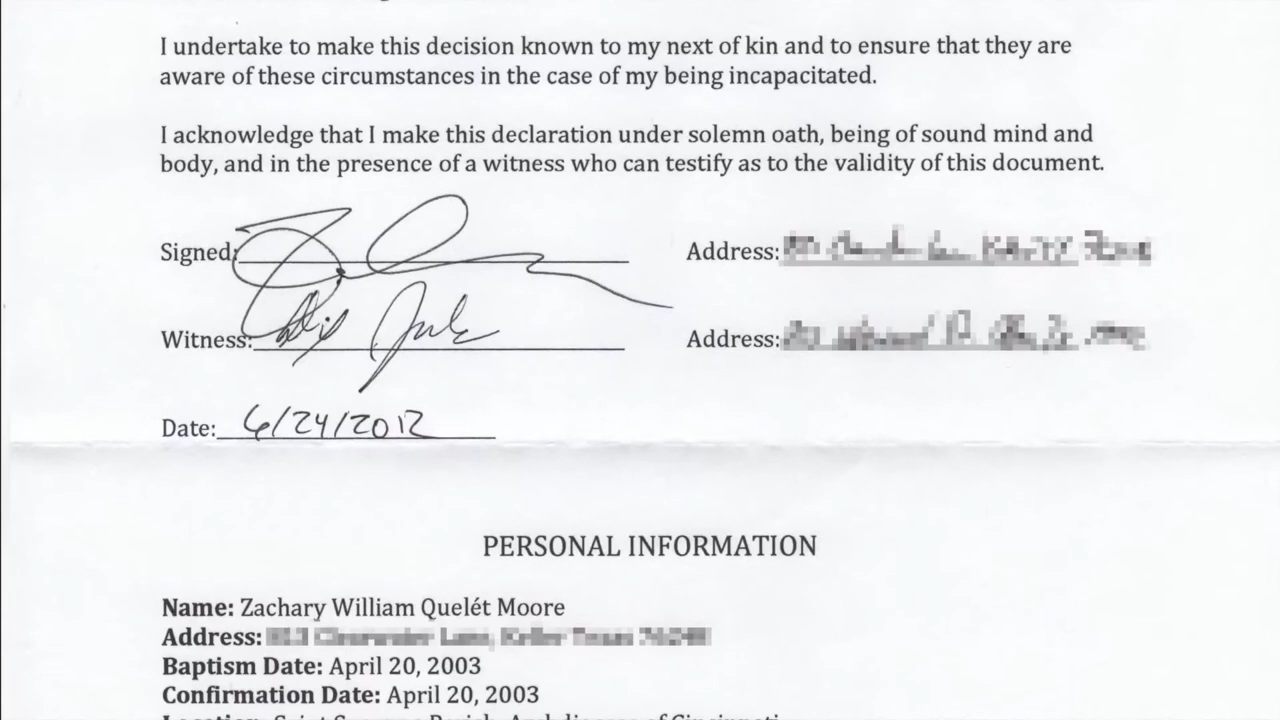 I undertake to make this decision known to my next of kin and to ensure that they are
aware of these circumstances in the case of my being incapacitated.
I acknowledge that I make this declaration under solemn oath, being of sound mind and
body, and in the presence of a witness who can testify as to the validity of this document.
Signed: Address:
Witness: Address:
Date: 6/24/2012
PERSONAL INFORMATION
Name: Zachary William Quelét Moore
Address:
Baptism Date: April 20, 2003
Confirmation Date: April 20, 2003